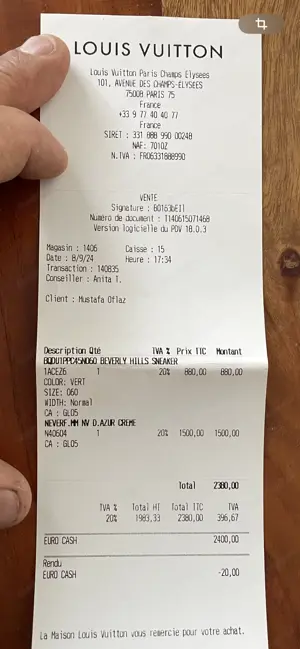 LOUIS VUITTON
Louis Vuitton Paris Champs Elysees
101, AVENUE DES CHAMPS-ELYSEES
75008 PARIS 75
France
+33 9 77 40 40 77
France
SIRET : 331 088 990 00248
NAF: 7010Z
N.TVA : FR06331888990
VENTE
Signature :
Numéro de document : T140615071468
Version logicielle du PDV 18.0.3
Magasin : 1406 Caisse : 15
Date : 8/9/24 Heure : 17:34
Transaction : 140835
Conseiller : Anita T.
Client : Mustafa Oflaz
Description Qté TVA % Prix TTC Montant
BEVERLY HILLS SNEAKER
1ACEZ6 1 20% 880,00 880,00
COLOR: VERT
SIZE: 060
WIDTH: Normal
CA : GL05
NEVERF.MM NV D.AZUR CREME
N40604 1 20% 1500,00 1500,00
CA : GL05
Total 2380,00
TVA % Total HT Total TTC TVA
20% 1983,33 2380,00 396,67
EURO CASH 2400,00
Rendu
EURO CASH -20,00
La Maison Louis Vuitton vous remercie pour votre achat.